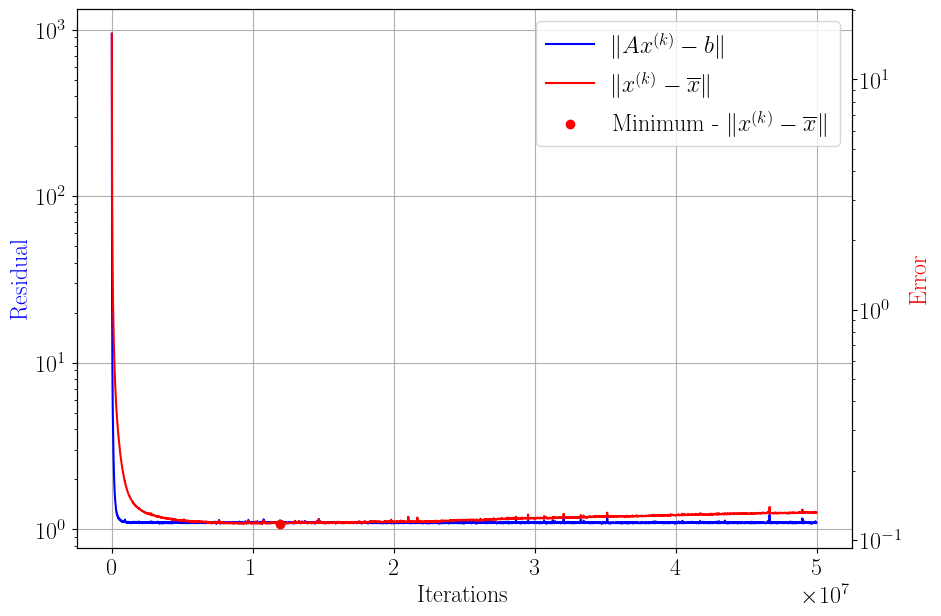 10³
10²
10¹
10⁰
Residual
‖Ax⁽ᵏ⁾ − b‖
‖x⁽ᵏ⁾ − x̅‖
Minimum - ‖x⁽ᵏ⁾ − x̅‖
10¹
10⁰
10⁻¹
Error
0 1 2 3 4 5
×10⁷
Iterations